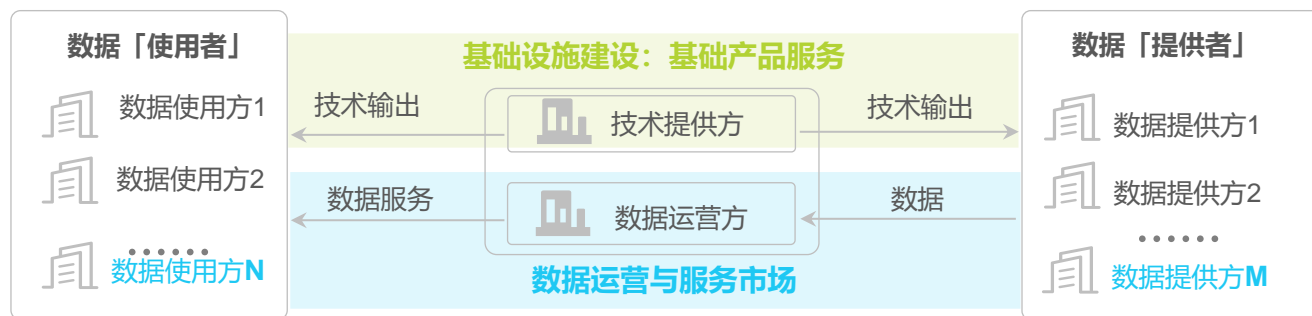 数据「使用者」
数据使用方1
数据使用方2
......
数据使用方N
基础设施建设：基础产品服务
技术输出
技术提供方
技术输出
数据服务
数据运营方
数据
数据运营与服务市场
数据「提供者」
数据提供方1
数据提供方2
......
数据提供方M